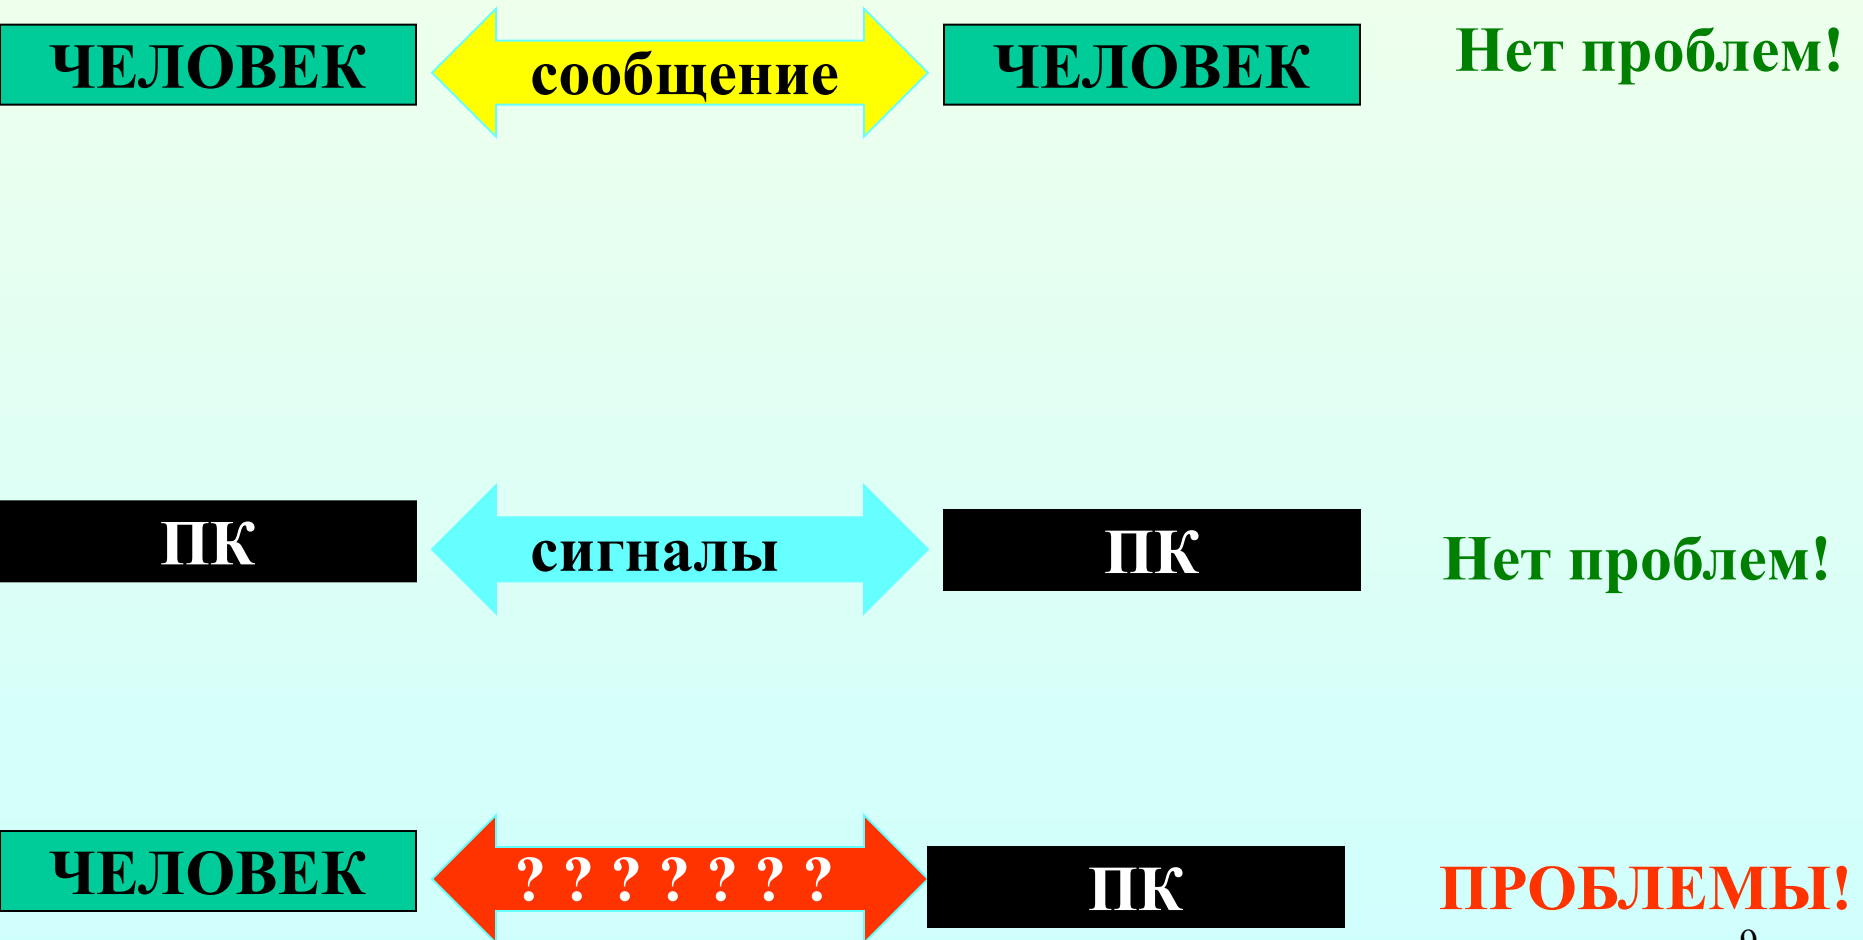 ЧЕЛОВЕК сообщение ЧЕЛОВЕК Нет проблем!
ПК сигналы ПК Нет проблем!
ЧЕЛОВЕК ? ? ? ? ? ? ? ПК ПРОБЛЕМЫ!